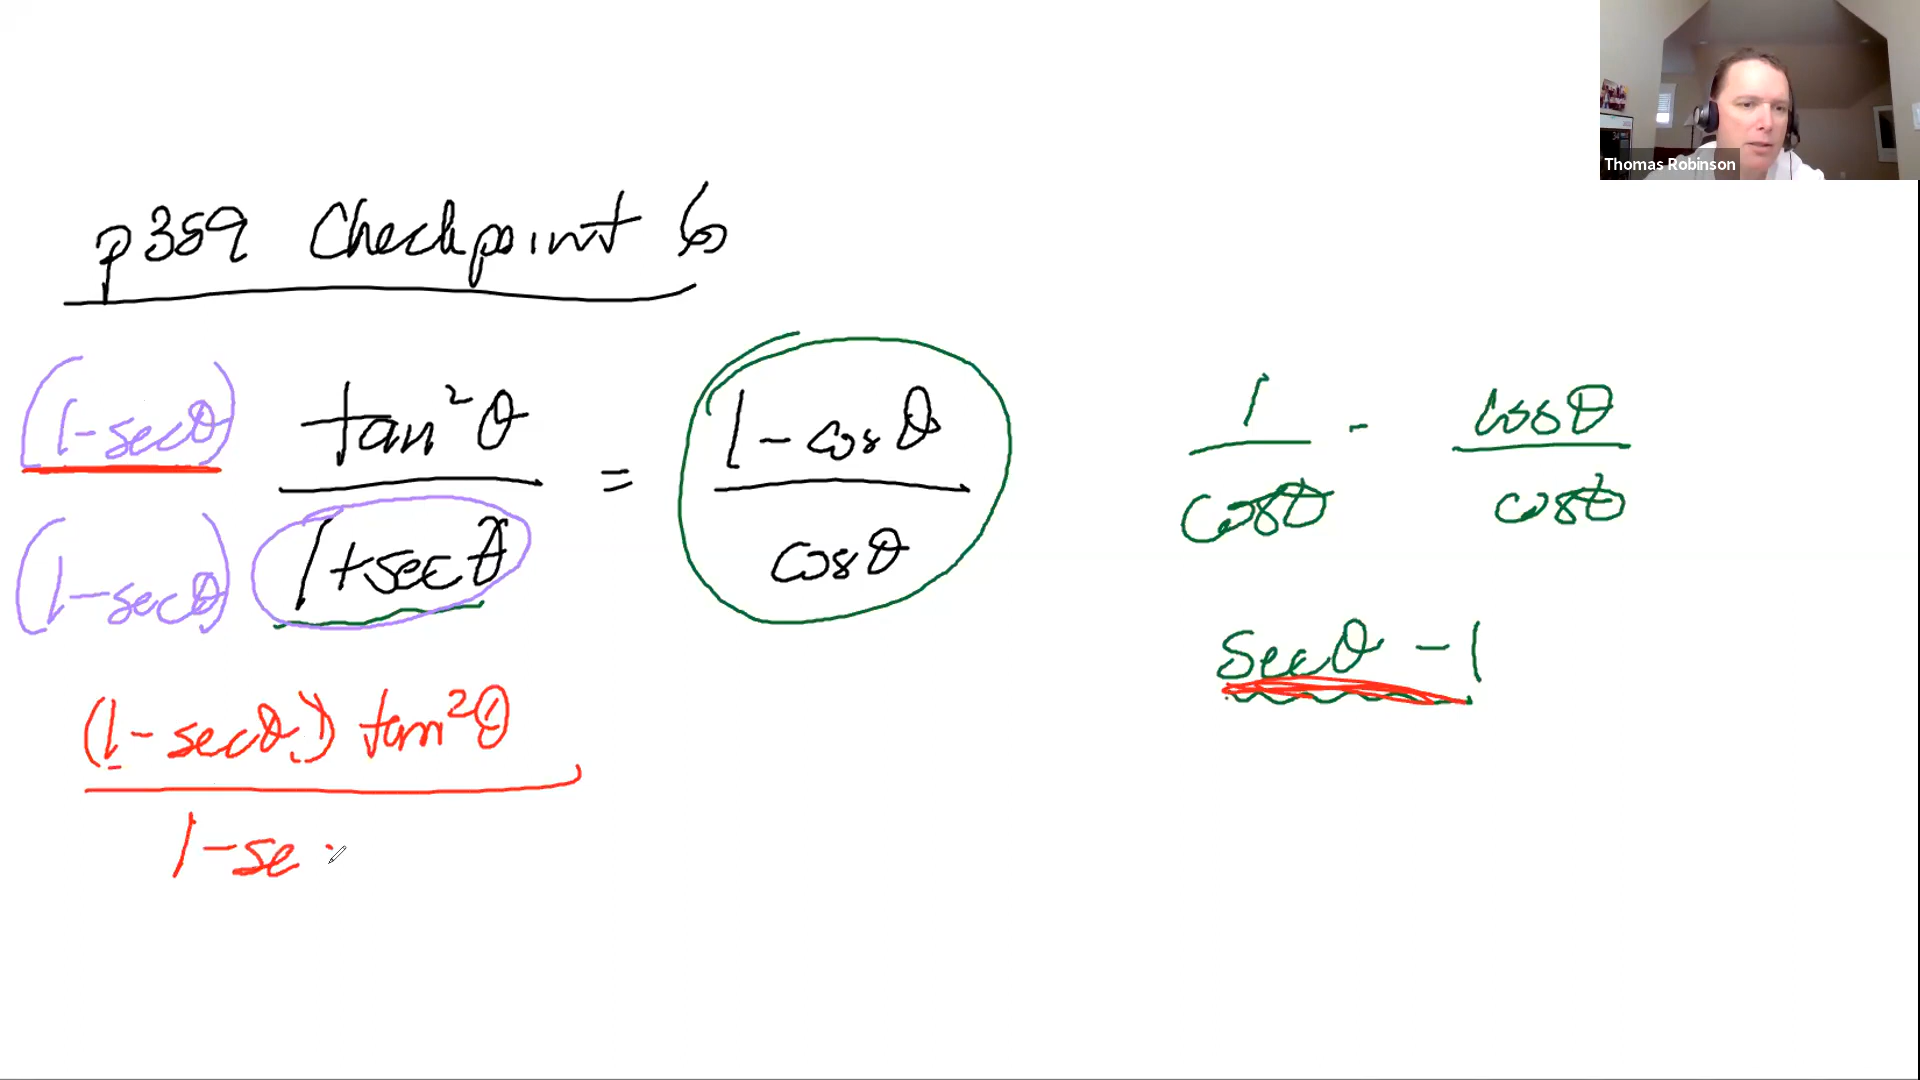 Thomas Robinson
p359 Checkpoint 6
(1-secθ) tan²θ = 1-cosθ
(1-secθ) 1+secθ cosθ
1 - cosθ
cosθ cosθ
secθ - 1
(1-secθ) tan²θ
1-se